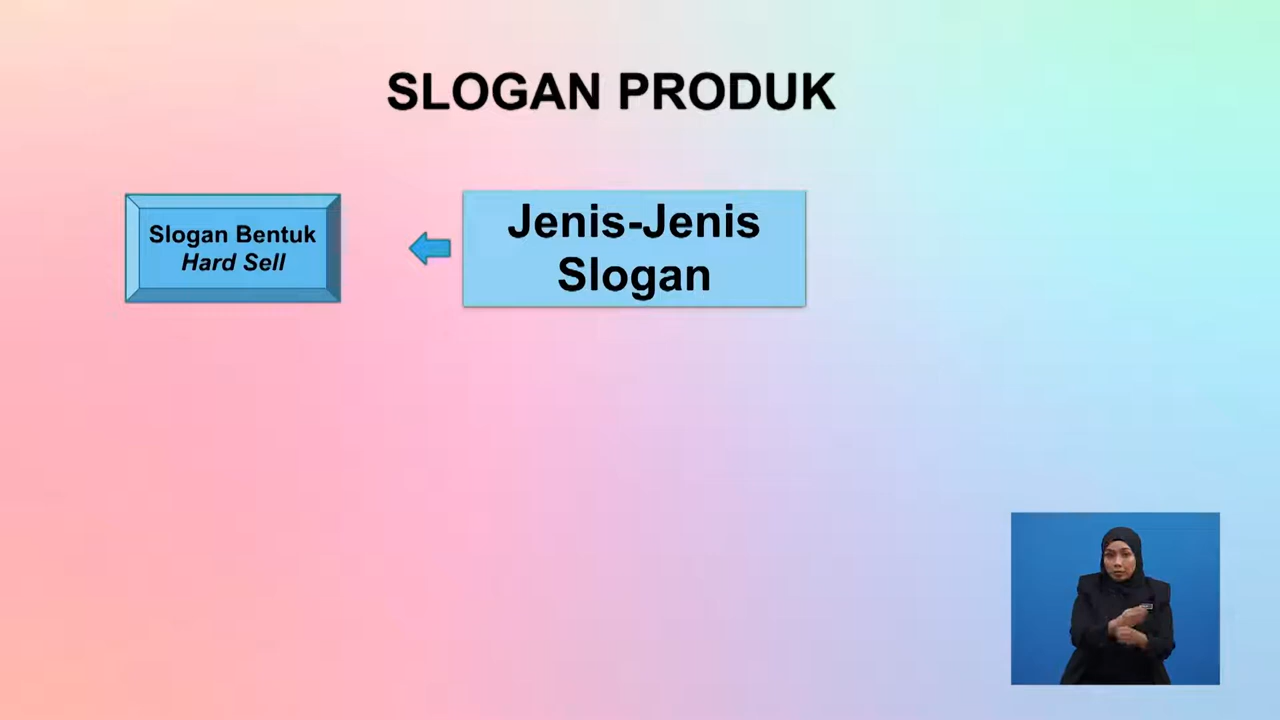 SLOGAN PRODUK
Slogan Bentuk
Hard Sell
Jenis-Jenis
Slogan